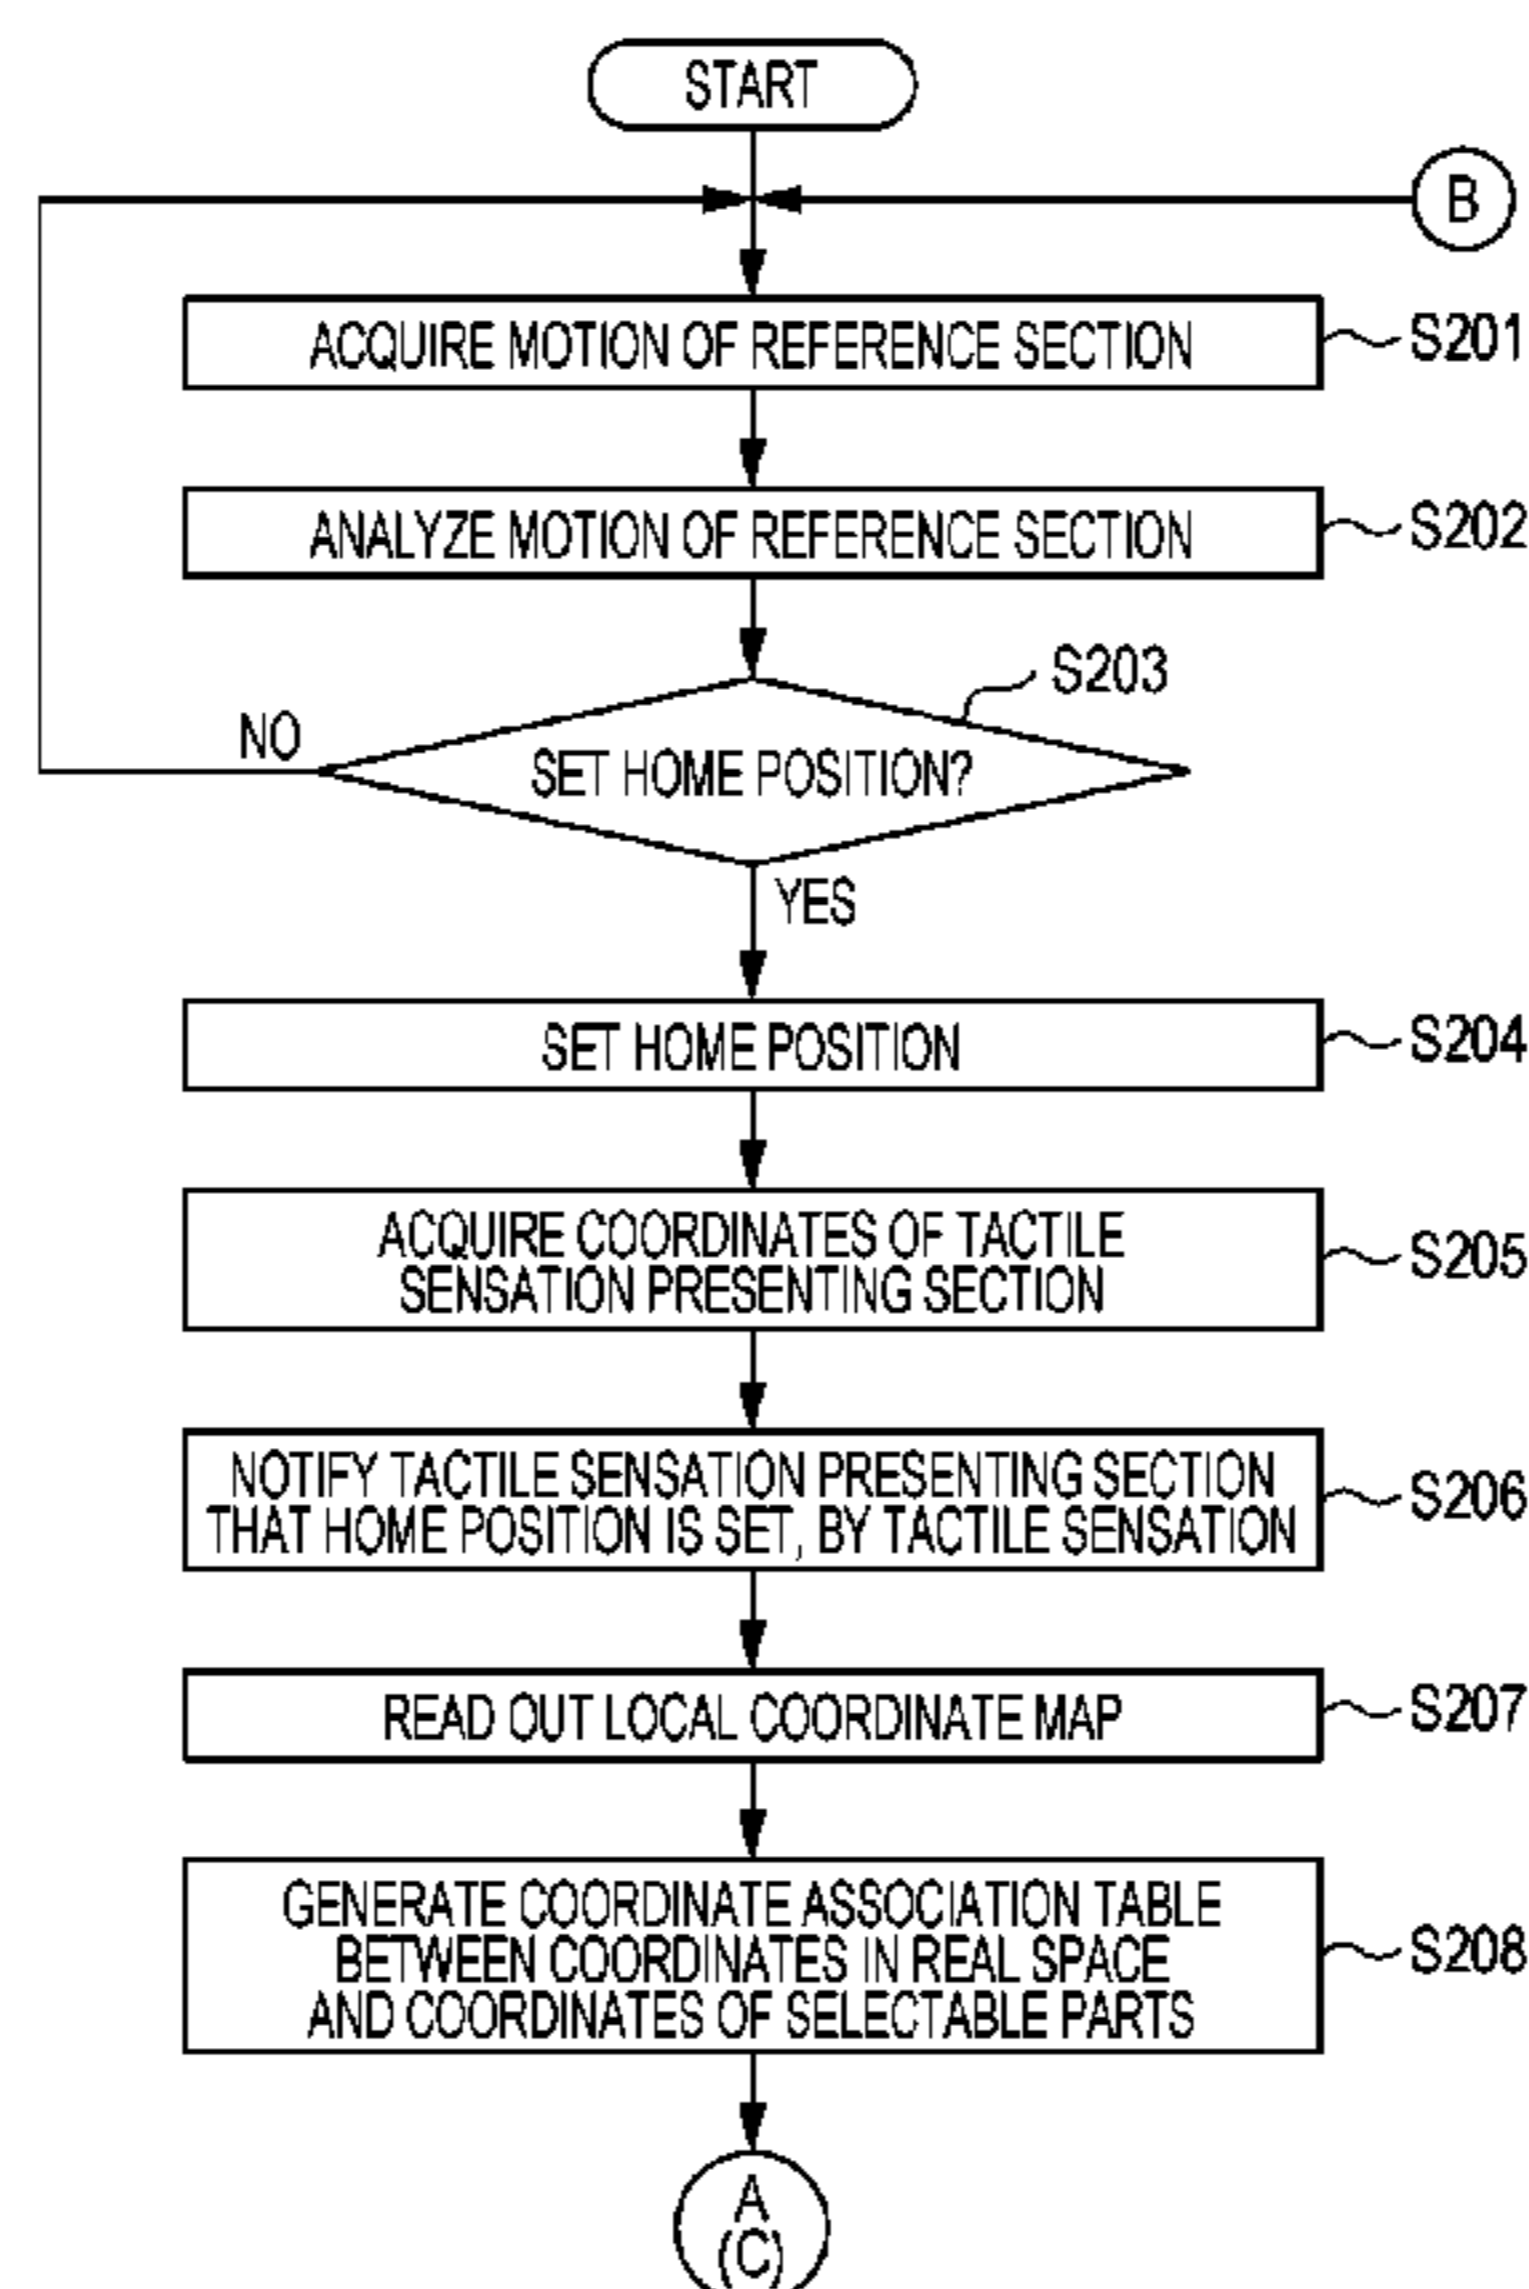 START
B
ACQUIRE MOTION OF REFERENCE SECTION
S201
ANALYZE MOTION OF REFERENCE SECTION
S202
S203
NO
SET HOME POSITION?
YES
SET HOME POSITION
S204
ACQUIRE COORDINATES OF TACTILE
SENSATION PRESENTING SECTION
S205
NOTIFY TACTILE SENSATION PRESENTING SECTION
THAT HOME POSITION IS SET, BY TACTILE SENSATION
S206
READ OUT LOCAL COORDINATE MAP
S207
GENERATE COORDINATE ASSOCIATION TABLE
BETWEEN COORDINATES IN REAL SPACE
AND COORDINATES OF SELECTABLE PARTS
S208
A
(C)